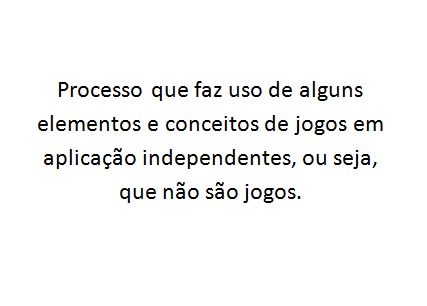 Processo que faz uso de alguns
elementos e conceitos de jogos em
aplicação independentes, ou seja,
que não são jogos.